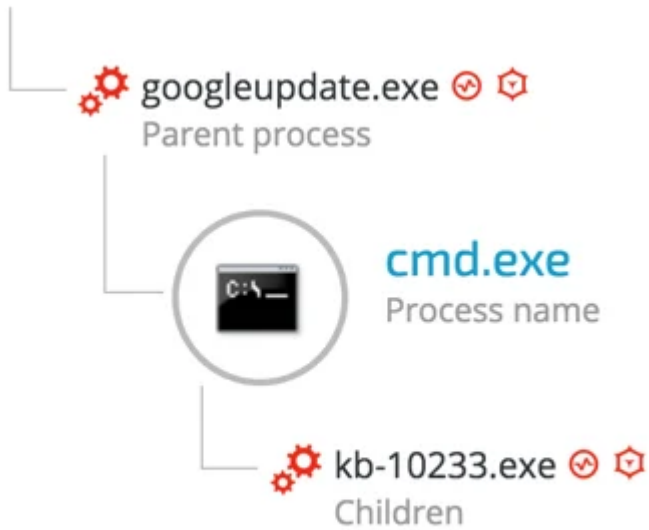 googleupdate.exe
Parent process
C:\_
cmd.exe
Process name
kb-10233.exe
Children